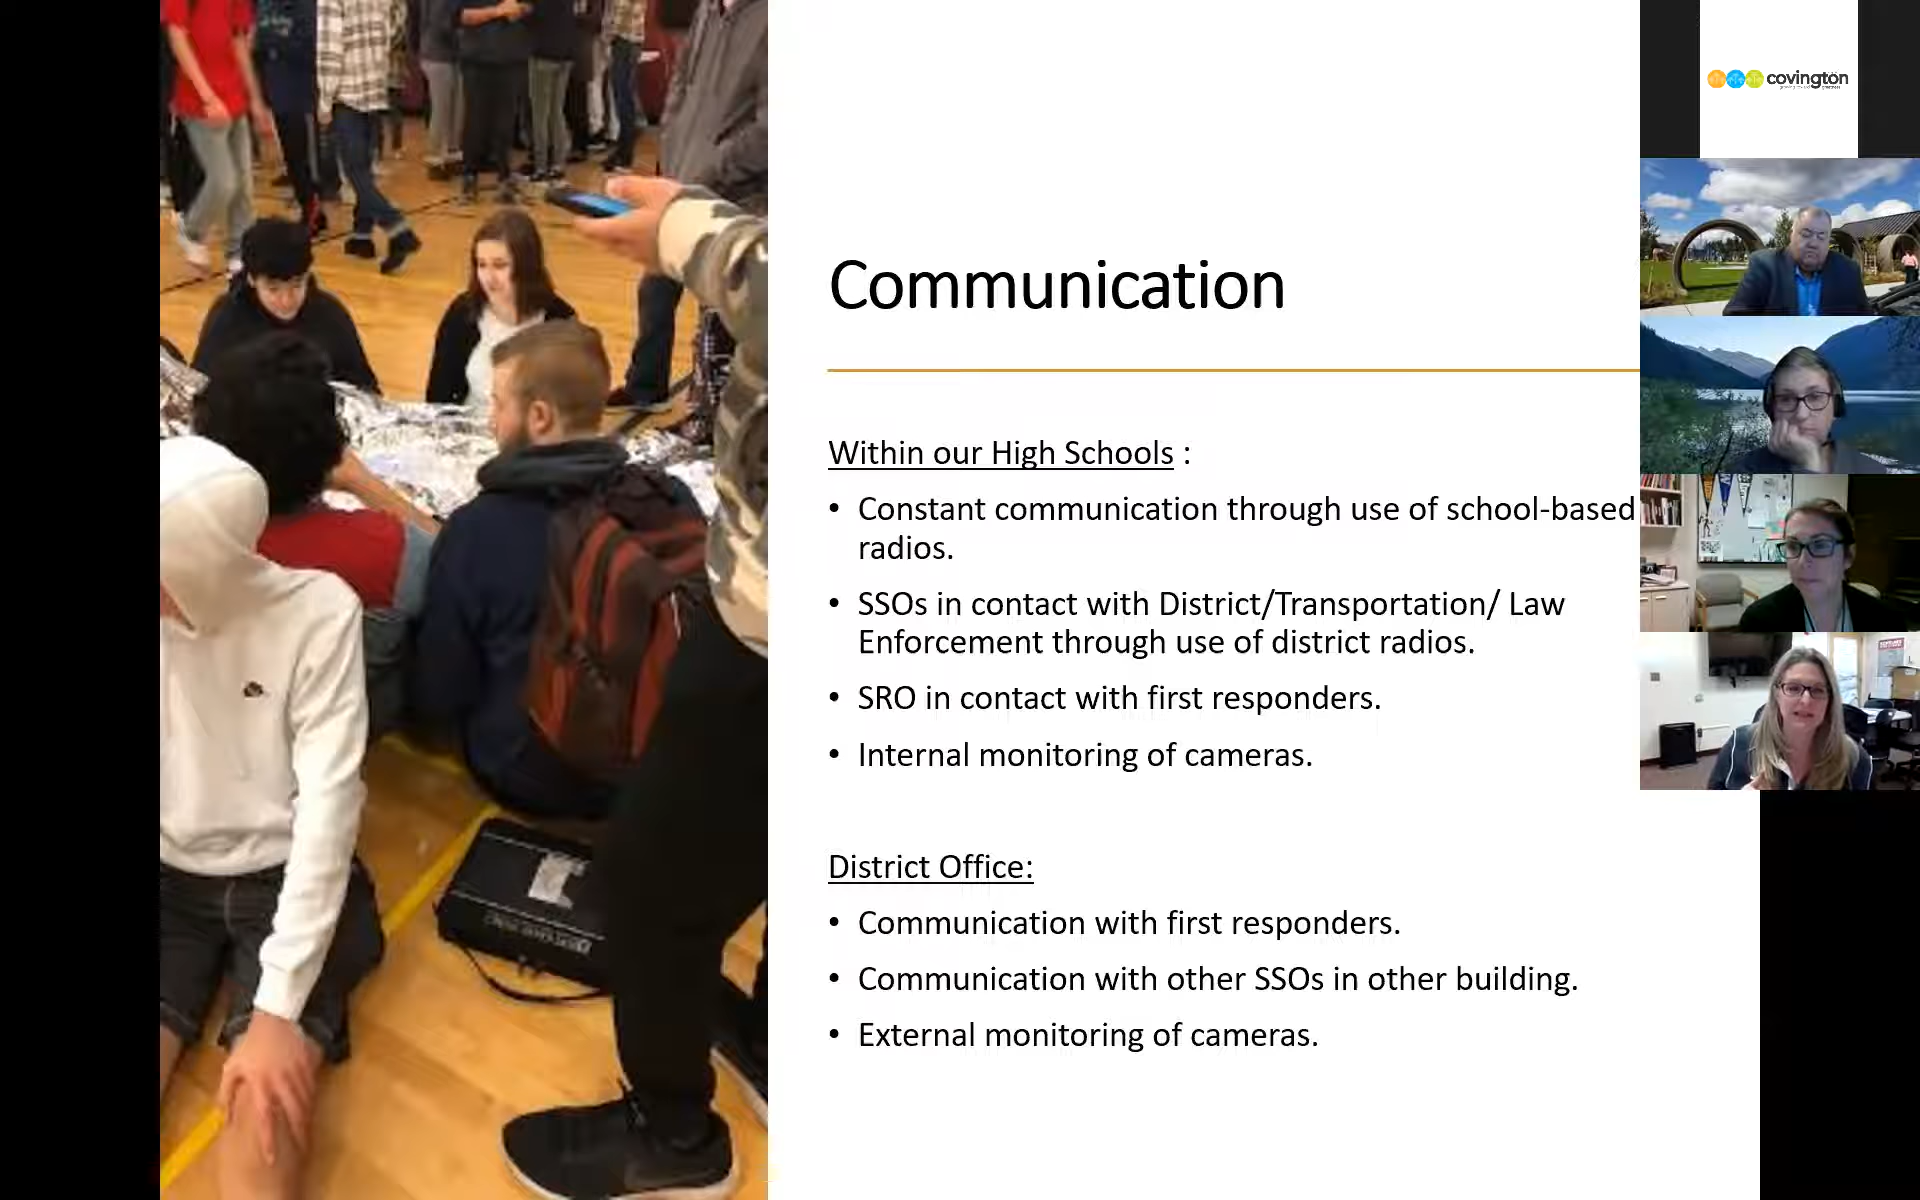 Communication
Within our High Schools :
• Constant communication through use of school-based
radios.
• SSOs in contact with District/Transportation/ Law
Enforcement through use of district radios.
• SRO in contact with first responders.
• Internal monitoring of cameras.
District Office:
• Communication with first responders.
• Communication with other SSOs in other building.
• External monitoring of cameras.
covington